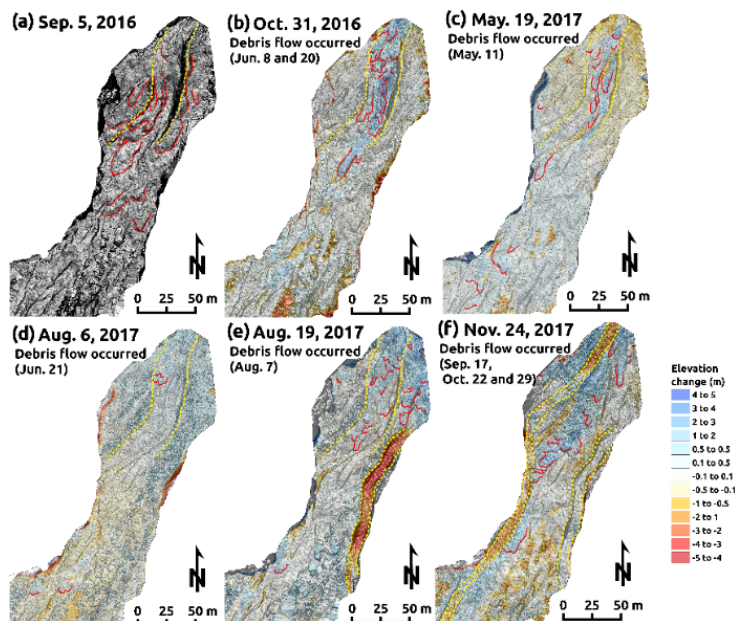 (a) Sep. 5, 2016
N
0 25 50 m
(b) Oct. 31, 2016
Debris flow occurred
(Jun. 8 and 20)
N
0 25 50 m
(c) May. 19, 2017
Debris flow occurred
(May. 11)
N
0 25 50 m
(d) Aug. 6, 2017
Debris flow occurred
(Jun. 21)
N
0 25 50 m
(e) Aug. 19, 2017
Debris flow occurred
(Aug. 7)
N
0 25 50 m
(f) Nov. 24, 2017
Debris flow occurred
(Sep. 17,
Oct. 22 and 29)
N
0 25 50 m
Elevation
change (m)
4 to 5
3 to 4
2 to 3
1 to 2
0.5 to 0.5
0.1 to 0.5
-0.1 to 0.1
-0.5 to -0.1
-1 to -0.5
-2 to 1
-3 to -2
-4 to -3
-5 to -4